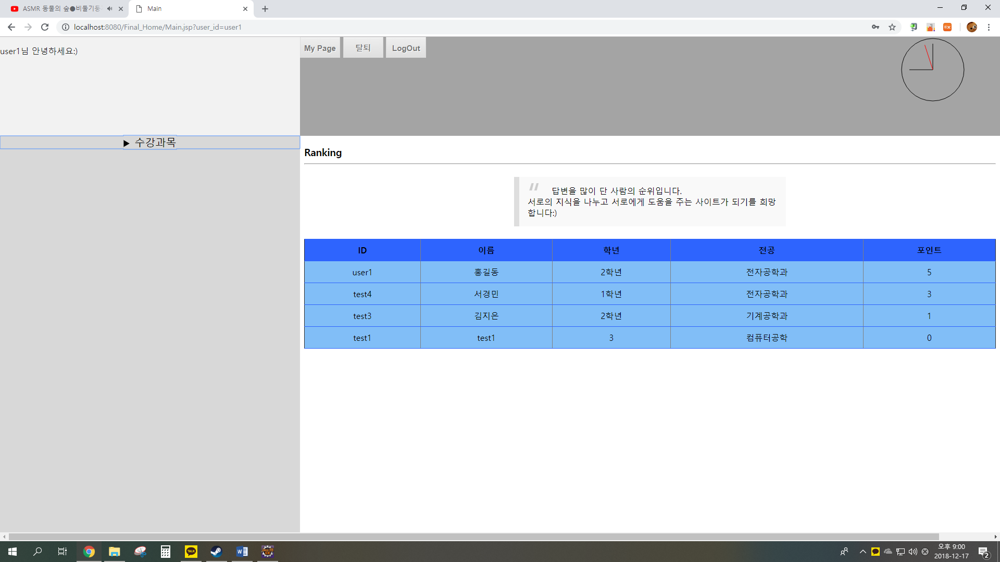 ASMR 동물의 숲●비둘기둥
Main
localhost:8080/Final_Home/Main.jsp?user_id=user1
user1님 안녕하세요:)
My Page 탈퇴 LogOut
▶ 수강과목
Ranking
“ 답변을 많이 단 사람의 순위입니다.
서로의 지식을 나누고 서로에게 도움을 주는 사이트가 되기를 희망
합니다:)
ID 이름 학년 전공 포인트
user1 홍길동 2학년 전자공학과 5
test4 서경민 1학년 전자공학과 3
test3 김지은 2학년 기계공학과 1
test1 test1 3 컴퓨터공학 0
TALK
오후 9:00
2018-12-17
2